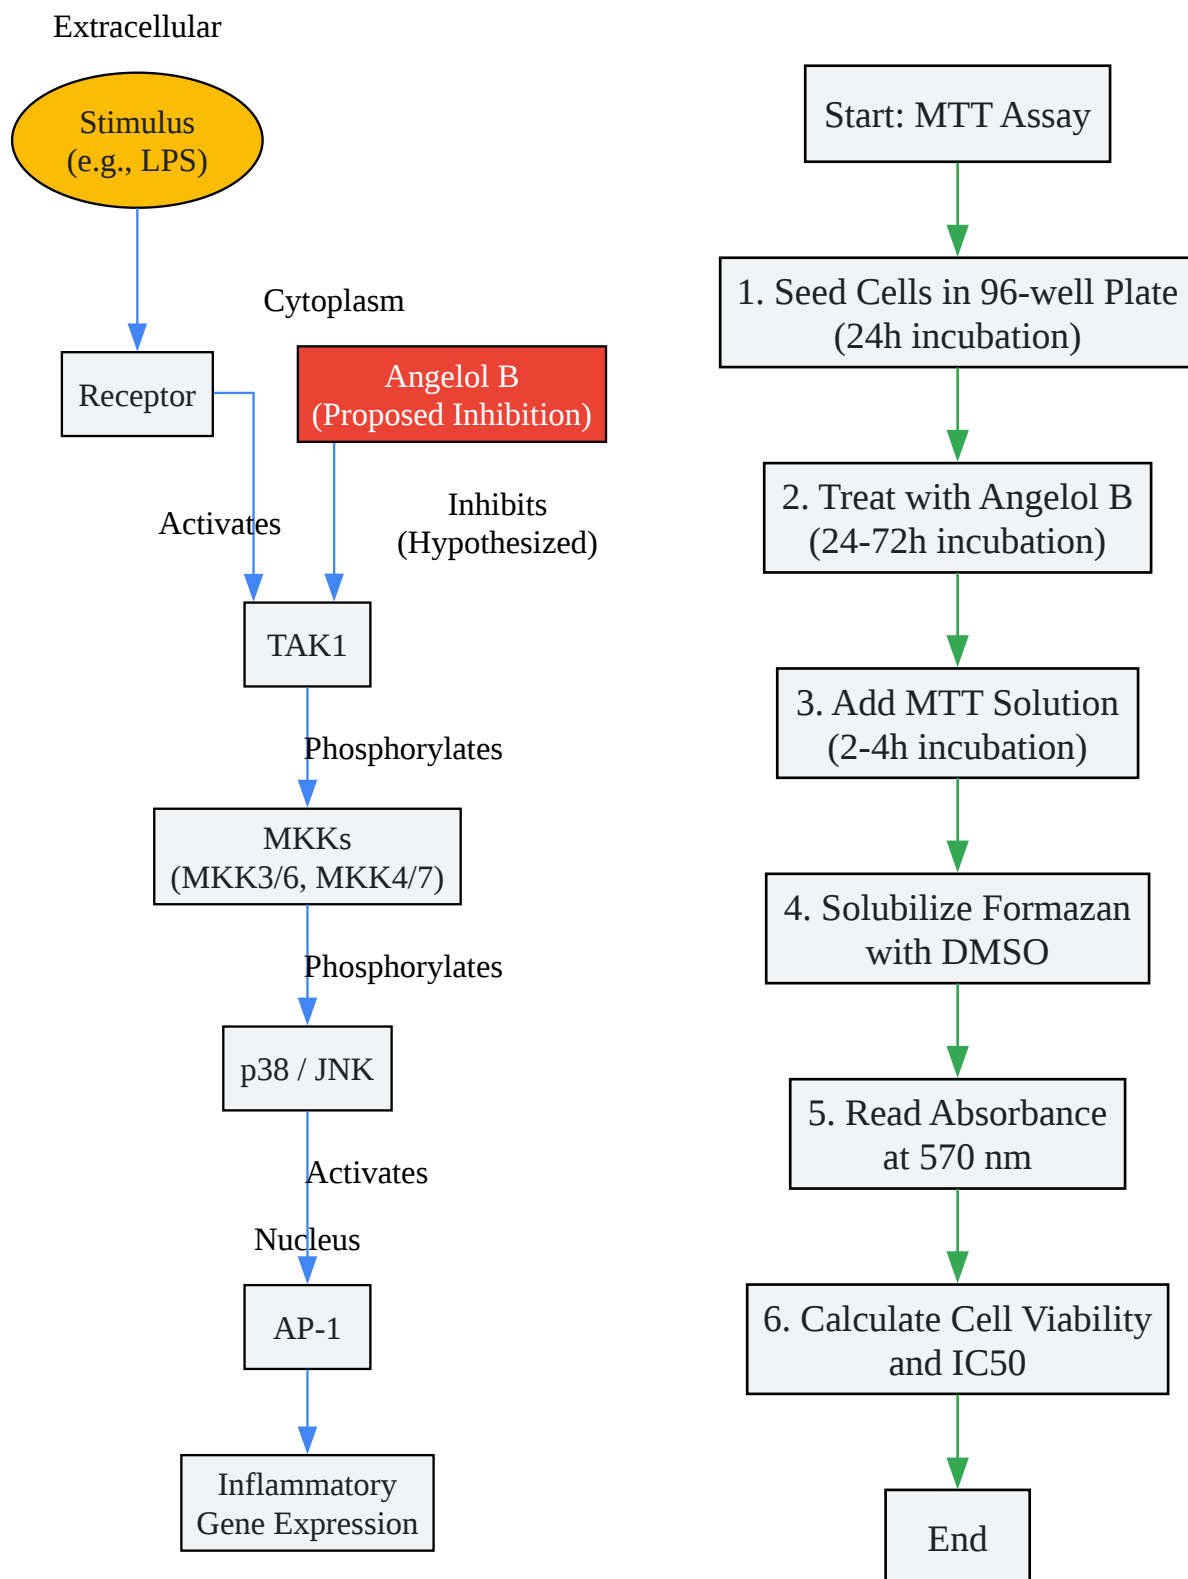 Extracellular
Stimulus
(e.g., LPS)
Cytoplasm
Receptor
Angelol B
(Proposed Inhibition)
Activates
Inhibits
(Hypothesized)
TAK1
Phosphorylates
MKKs
(MKK3/6, MKK4/7)
Phosphorylates
p38 / JNK
Activates
Nucleus
AP-1
Inflammatory
Gene Expression
Start: MTT Assay
1. Seed Cells in 96-well Plate
(24h incubation)
2. Treat with Angelol B
(24-72h incubation)
3. Add MTT Solution
(2-4h incubation)
4. Solubilize Formazan
with DMSO
5. Read Absorbance
at 570 nm
6. Calculate Cell Viability
and IC50
End